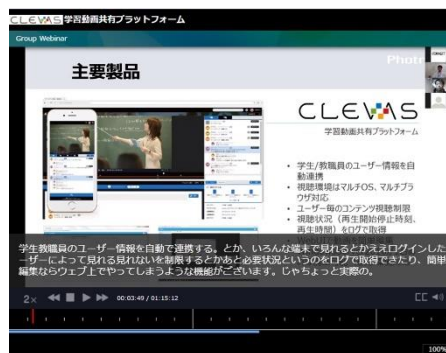 CLEVAS 学習動画共有プラットフォーム
Group Webinar
主要製品
CLEVAS
学習動画共有プラットフォーム
• 学生/教職員のユーザー情報を自
動連携
• 視聴環境はマルチOS、マルチブラ
ウザ対応
• ユーザー毎のコンテンツ視聴制限
• 視聴状況（再生開始停止時刻、
再生時間）をログで取得
学生教職員のユーザー情報を自動で連携する。とか、いろんな端末で見れるとかええログインした
ーザーによって見れる見れないを制限するとかあと必要状況というのをログで取得できたり、簡単
編集ならウェブ上でやってしまうような機能がございます。じゃちょっと実際の。
2×
00:03:49 / 01:15:12
CC
100%